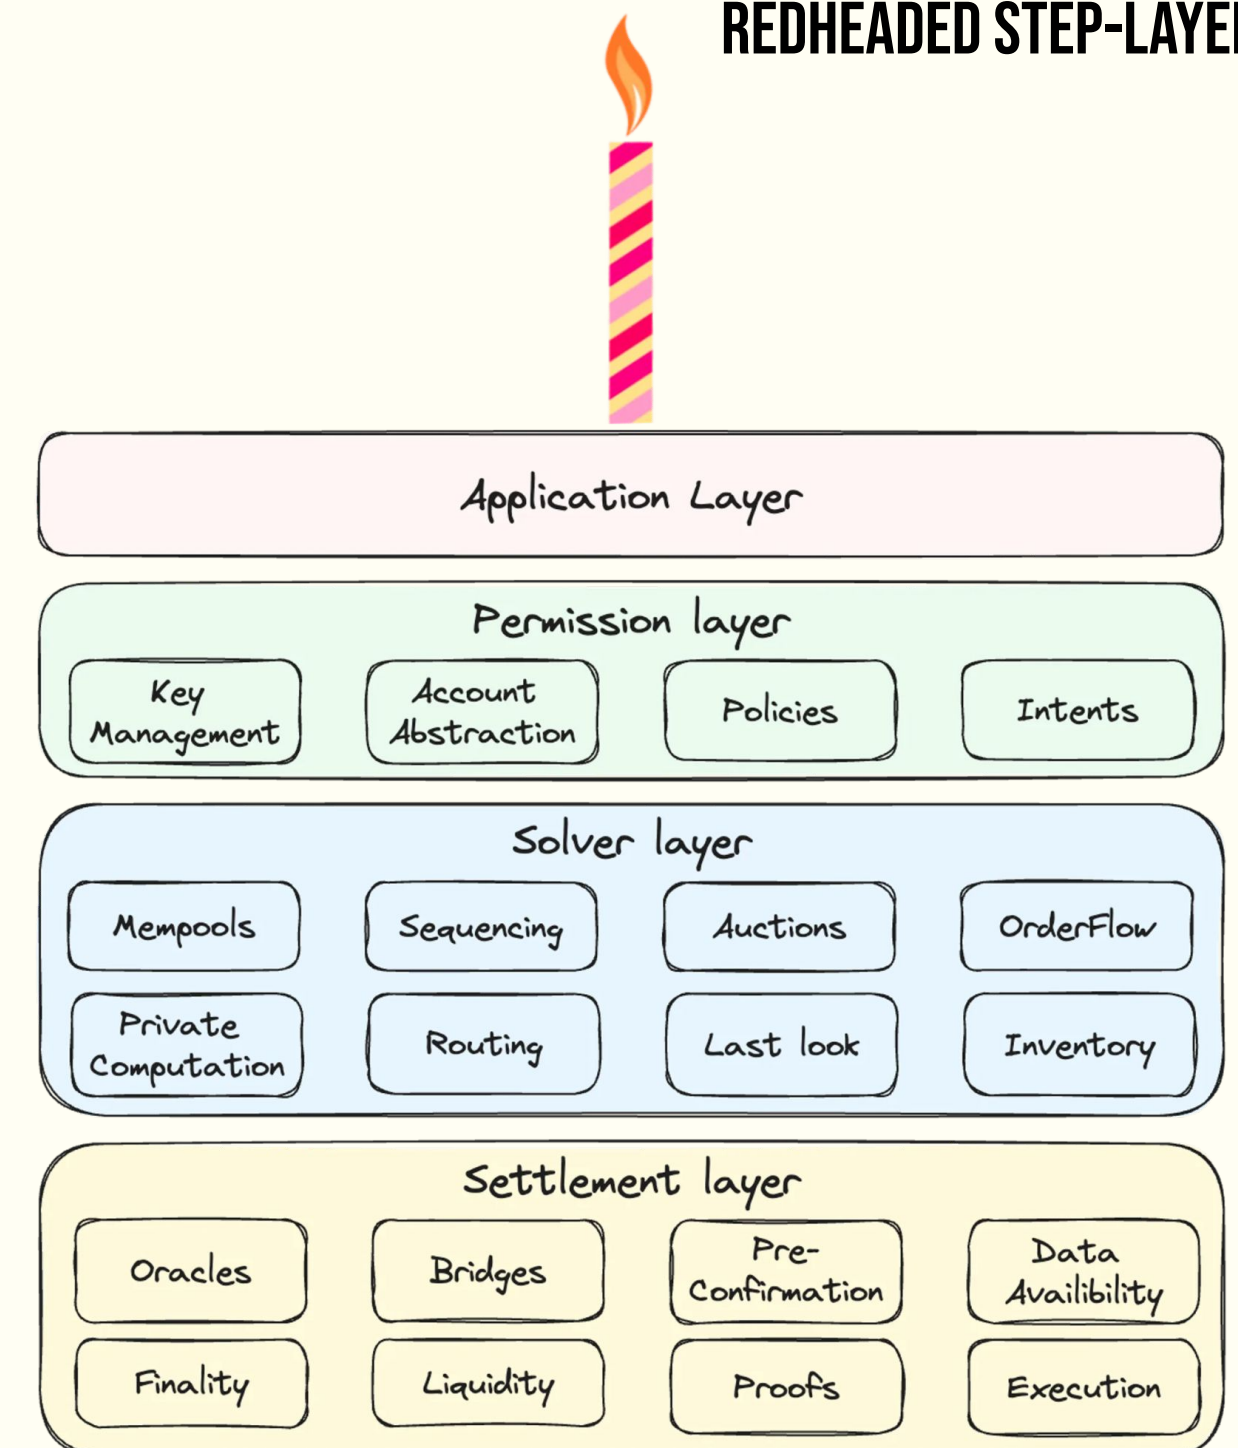 REDHEADED STEP-LAYER
Application Layer
Permission layer
Key
Management
Account
Abstraction
Policies
Intents
Solver layer
Mempools
Sequencing
Auctions
OrderFlow
Private
Computation
Routing
Last look
Inventory
Settlement layer
Oracles
Bridges
Pre-
Confirmation
Data
Availibility
Finality
Liquidity
Proofs
Execution